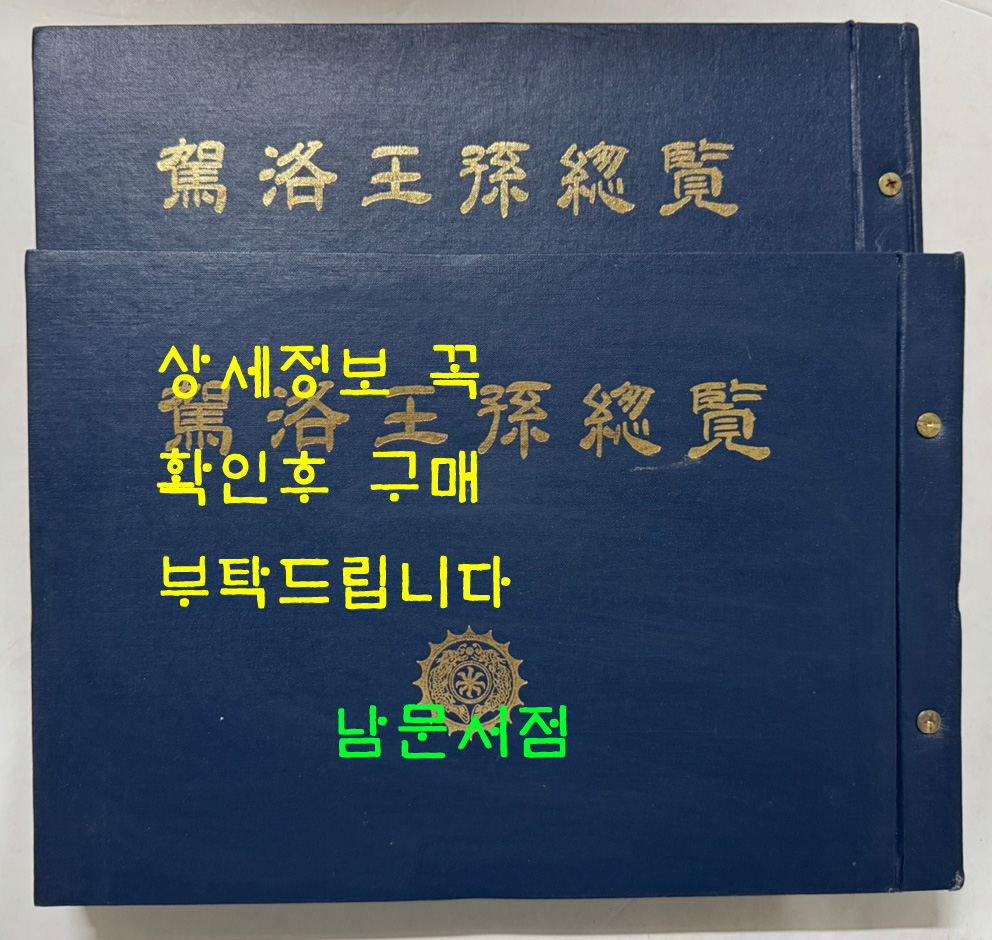 駕洛王孫總覧
상세정보 꼭
駕洛王孫總覧
확인후 구매
부탁드립니다
남문서점